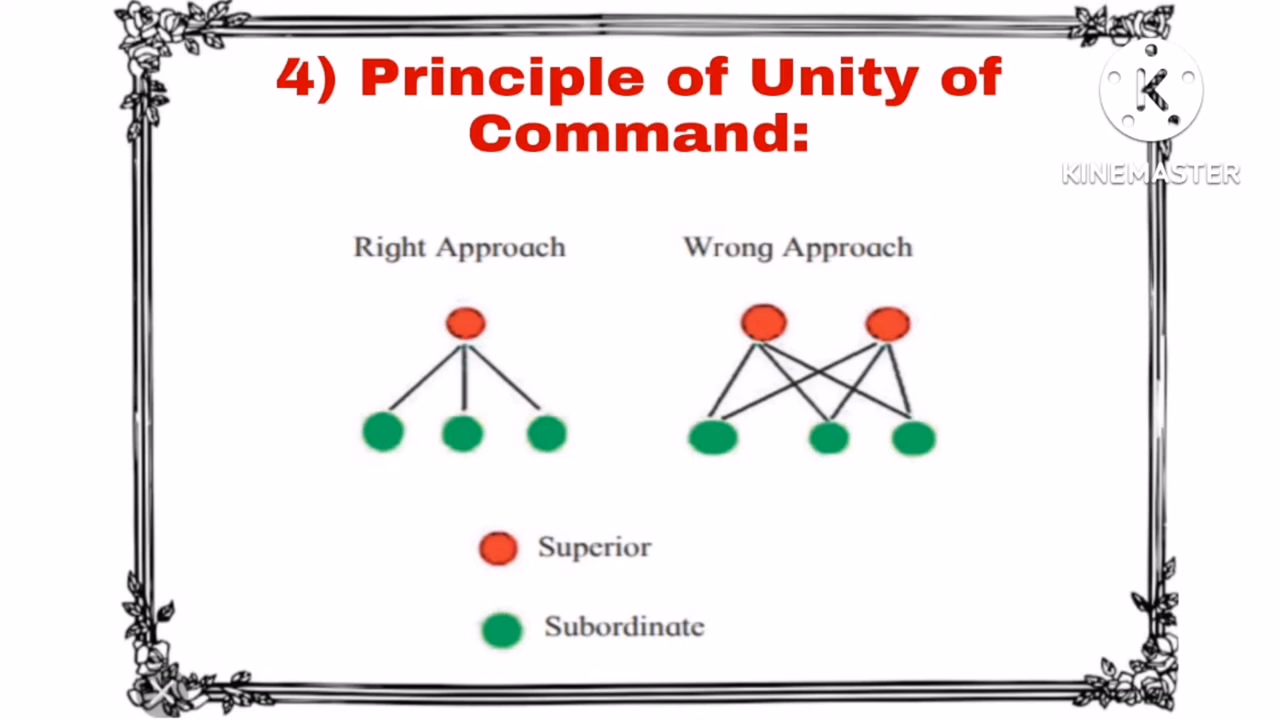 4) Principle of Unity of
Command:
K
KINEMASTER
Right Approach
Wrong Approach
Superior
Subordinate